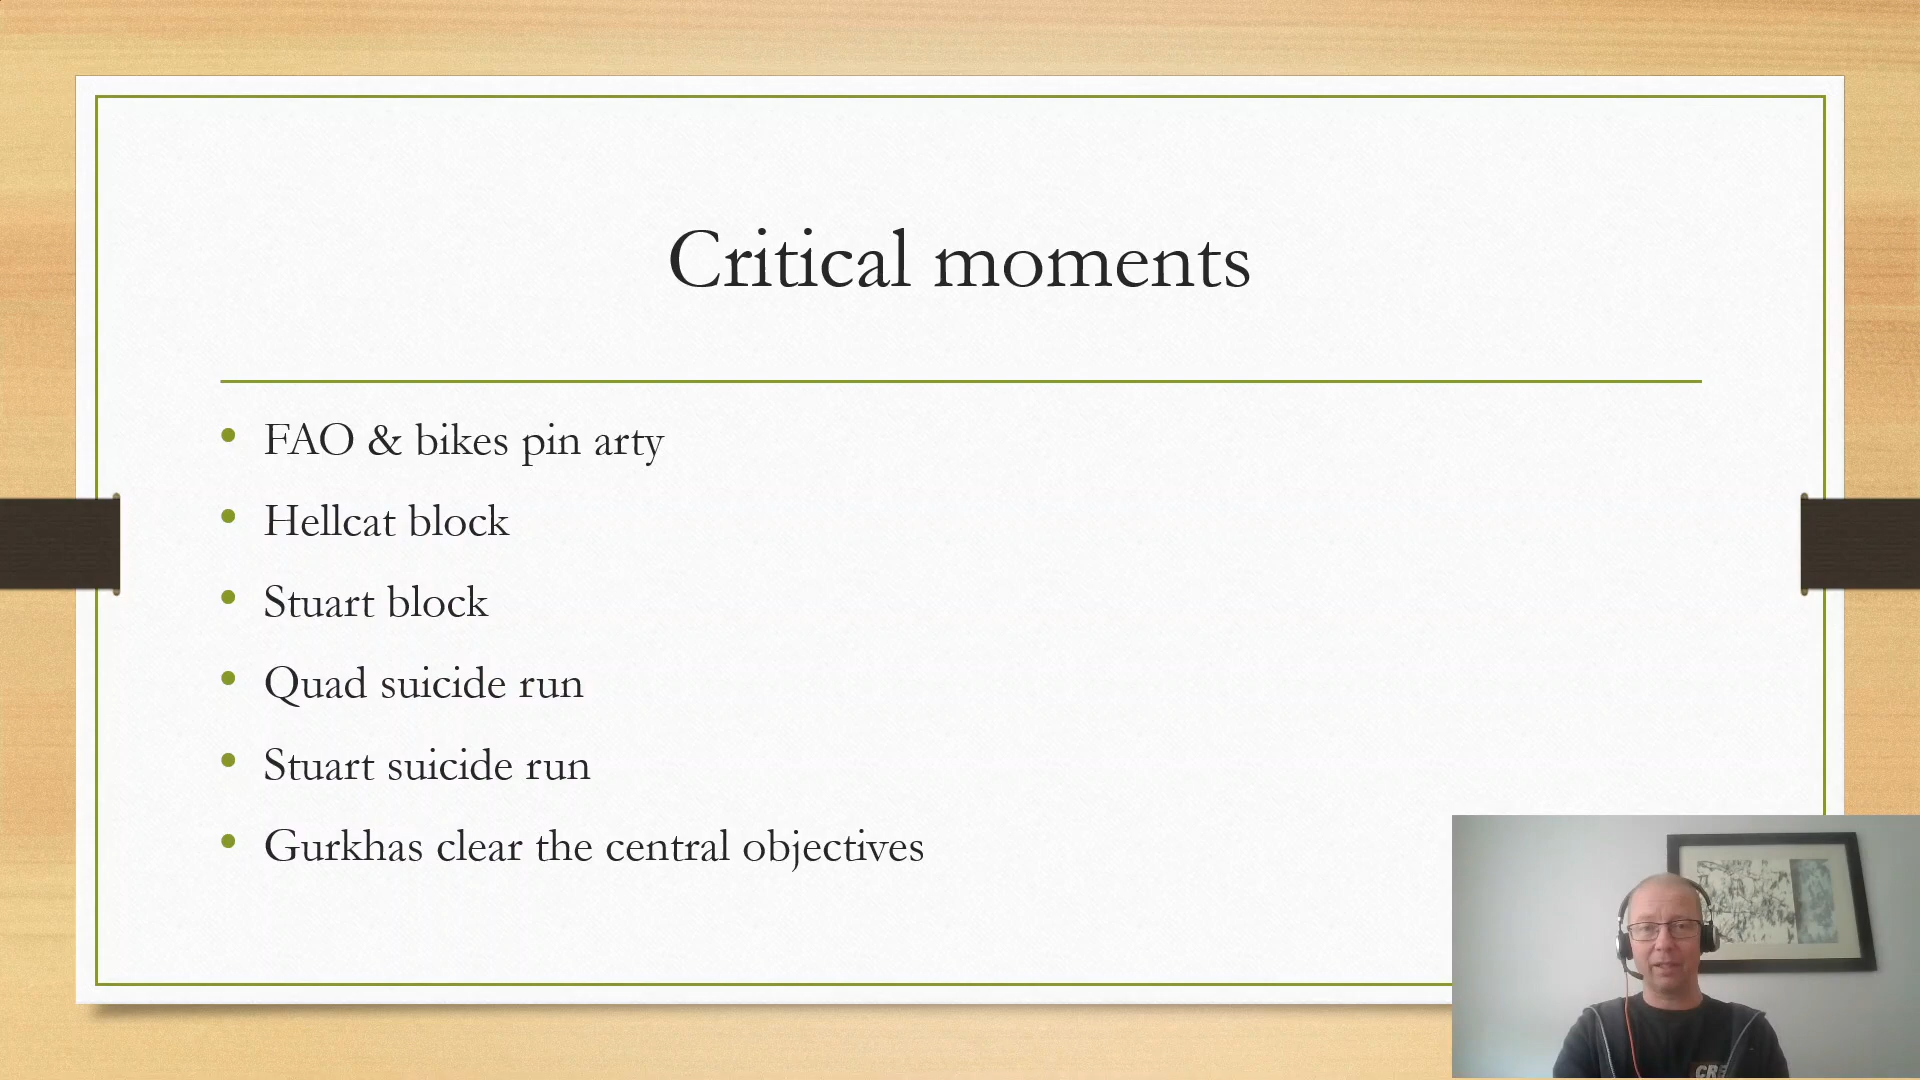 Critical moments
FAO & bikes pin arty
Hellcat block
Stuart block
Quad suicide run
Stuart suicide run
Gurkhas clear the central objectives